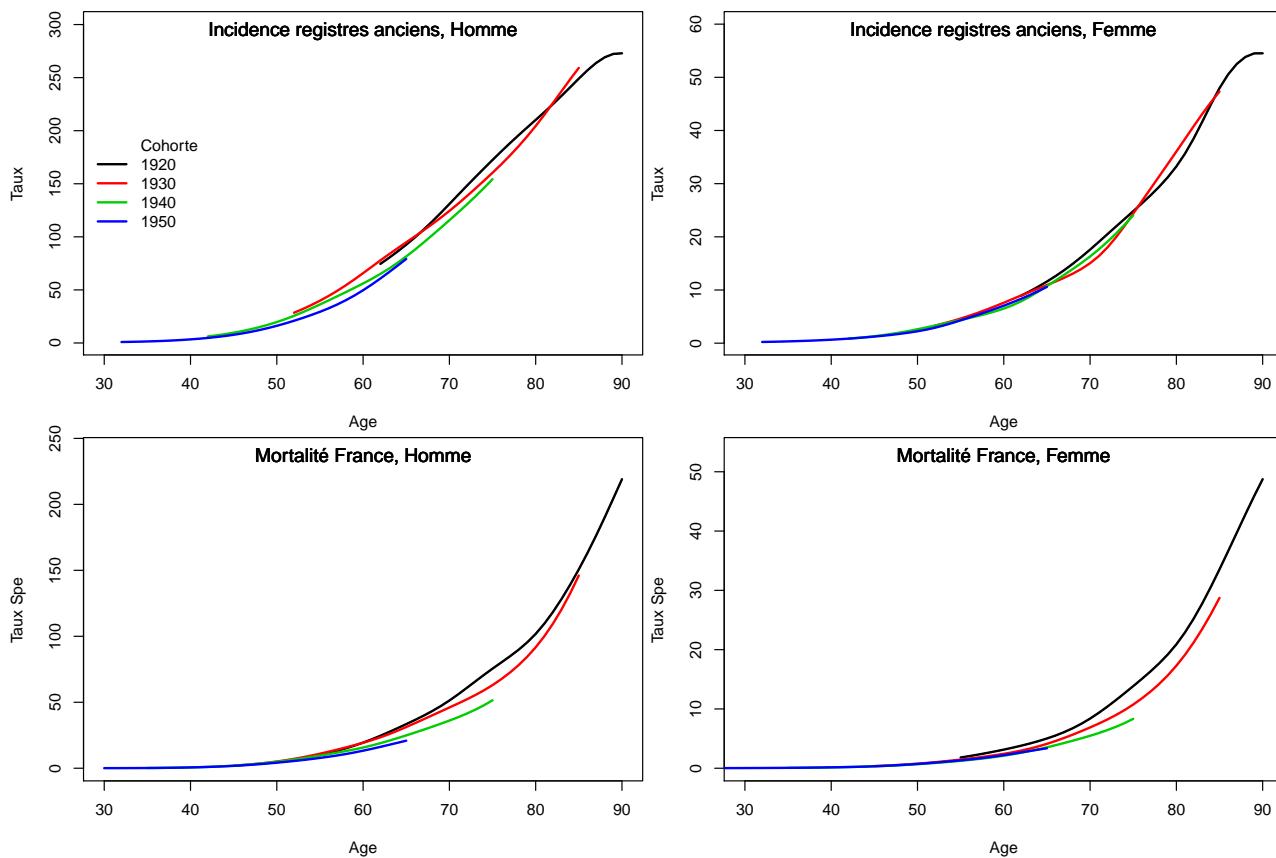 Incidence registres anciens, Homme
Taux
0 50 100 150 200 250 300
Cohorte
1920
1930
1940
1950
30 40 50 60 70 80 90
Age
Incidence registres anciens, Femme
Taux
0 10 20 30 40 50 60
30 40 50 60 70 80 90
Age
Mortalité France, Homme
Taux Spe
0 50 100 150 200 250
30 40 50 60 70 80 90
Age
Mortalité France, Femme
Taux Spe
0 10 20 30 40 50
30 40 50 60 70 80 90
Age